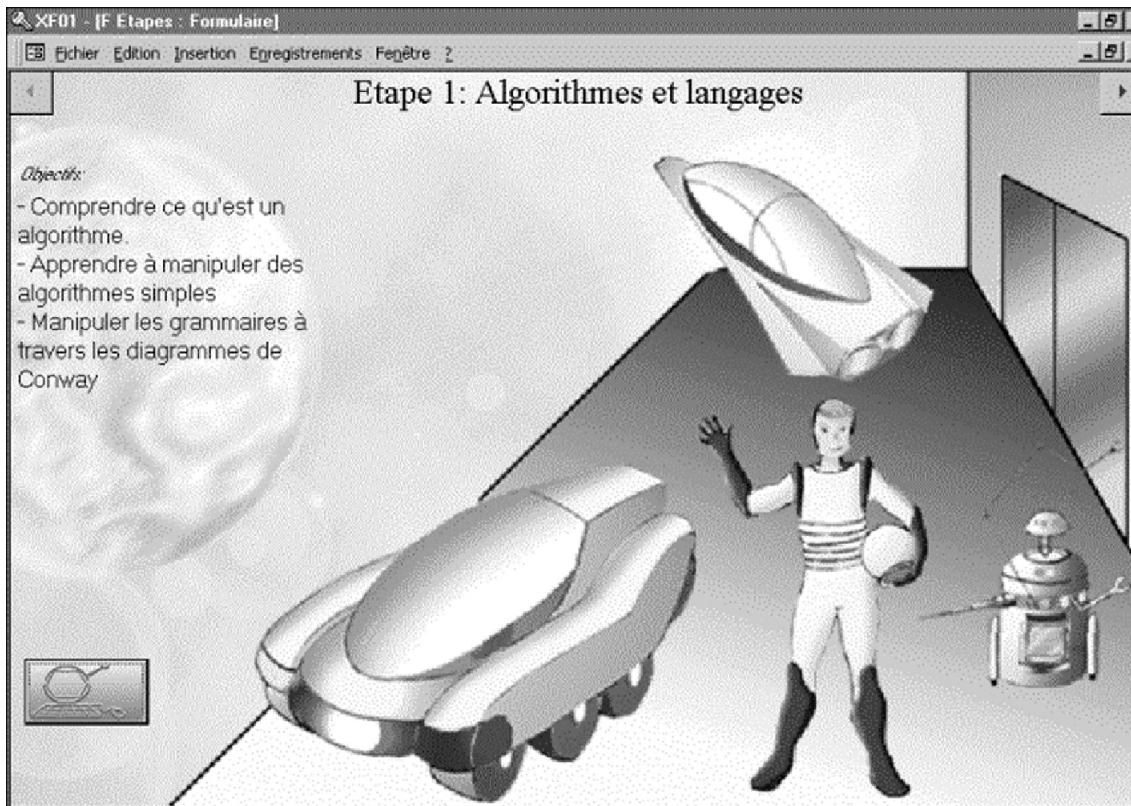 XF01 - [F Etapes : Formulaire]
Fichier Edition Insertion Enregistrements Fenêtre ?
Etape 1: Algorithmes et langages
Objectifs:
- Comprendre ce qu'est un
algorithme.
- Apprendre à manipuler des
algorithmes simples
- Manipuler les grammaires à
travers les diagrammes de
Conway